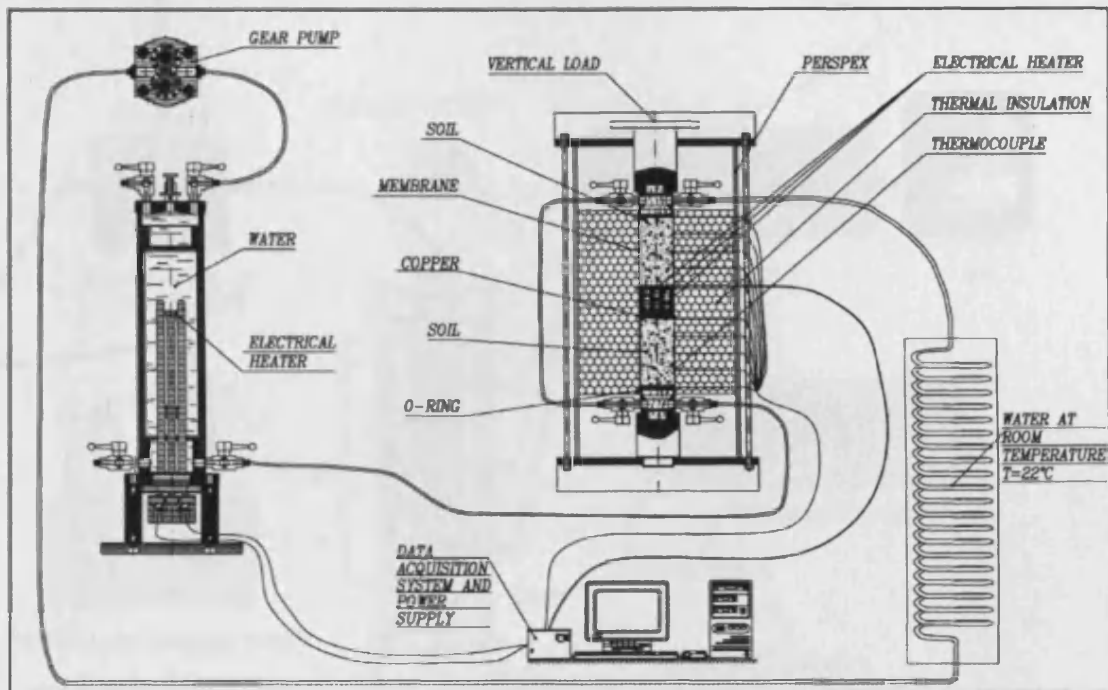 GEAR PUMP
VERTICAL LOAD
PERSPEX
ELECTRICAL HEATER
THERMAL INSULATION
THERMOCOUPLE
SOIL
MEMBRANE
COPPER
SOIL
O-RING
WATER
ELECTRICAL
HEATER
WATER AT
ROOM
TEMPERATURE
T=22°C
DATA
ACQUISITION
SYSTEM AND
POWER
SUPPLY